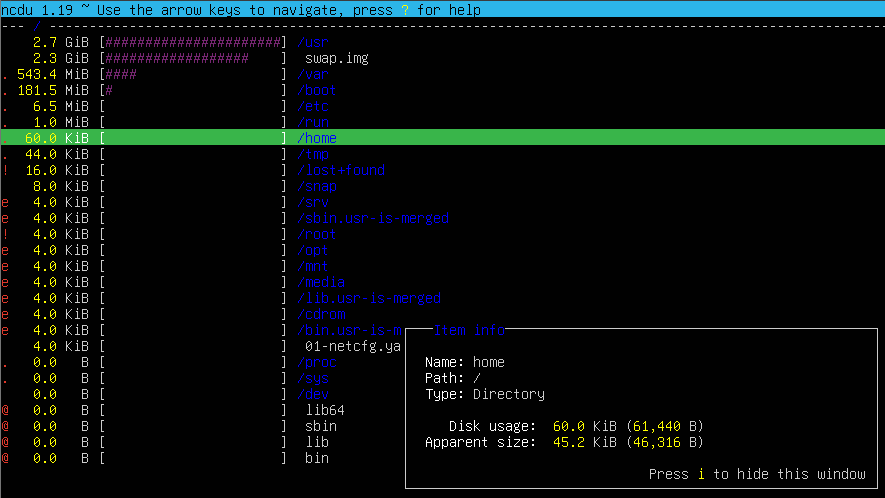 ncdu 1.19 ~ Use the arrow keys to navigate, press ? for help
--- / ---
2.7 GiB [######################] /usr
2.3 GiB [################## ] swap.img
. 543.4 MiB [#### ] /var
. 181.5 MiB [# ] /boot
. 6.5 MiB [ ] /etc
. 1.0 MiB [ ] /run
. 60.0 KiB [ ] /home
. 44.0 KiB [ ] /tmp
! 16.0 KiB [ ] /lost+found
8.0 KiB [ ] /snap
e 4.0 KiB [ ] /srv
e 4.0 KiB [ ] /sbin.usr-is-merged
! 4.0 KiB [ ] /root
e 4.0 KiB [ ] /opt
e 4.0 KiB [ ] /mnt
e 4.0 KiB [ ] /media
e 4.0 KiB [ ] /lib.usr-is-merged
e 4.0 KiB [ ] /cdrom
e 4.0 KiB [ ] /bin.usr-is-m
4.0 KiB [ ] 01-netcfg.ya
. 0.0 B [ ] /proc
. 0.0 B [ ] /sys
0.0 B [ ] /dev
@ 0.0 B [ ] lib64
@ 0.0 B [ ] sbin
@ 0.0 B [ ] lib
@ 0.0 B [ ] bin
Item info
Name: home
Path: /
Type: Directory
Disk usage: 60.0 KiB (61,440 B)
Apparent size: 45.2 KiB (46,316 B)
Press i to hide this window